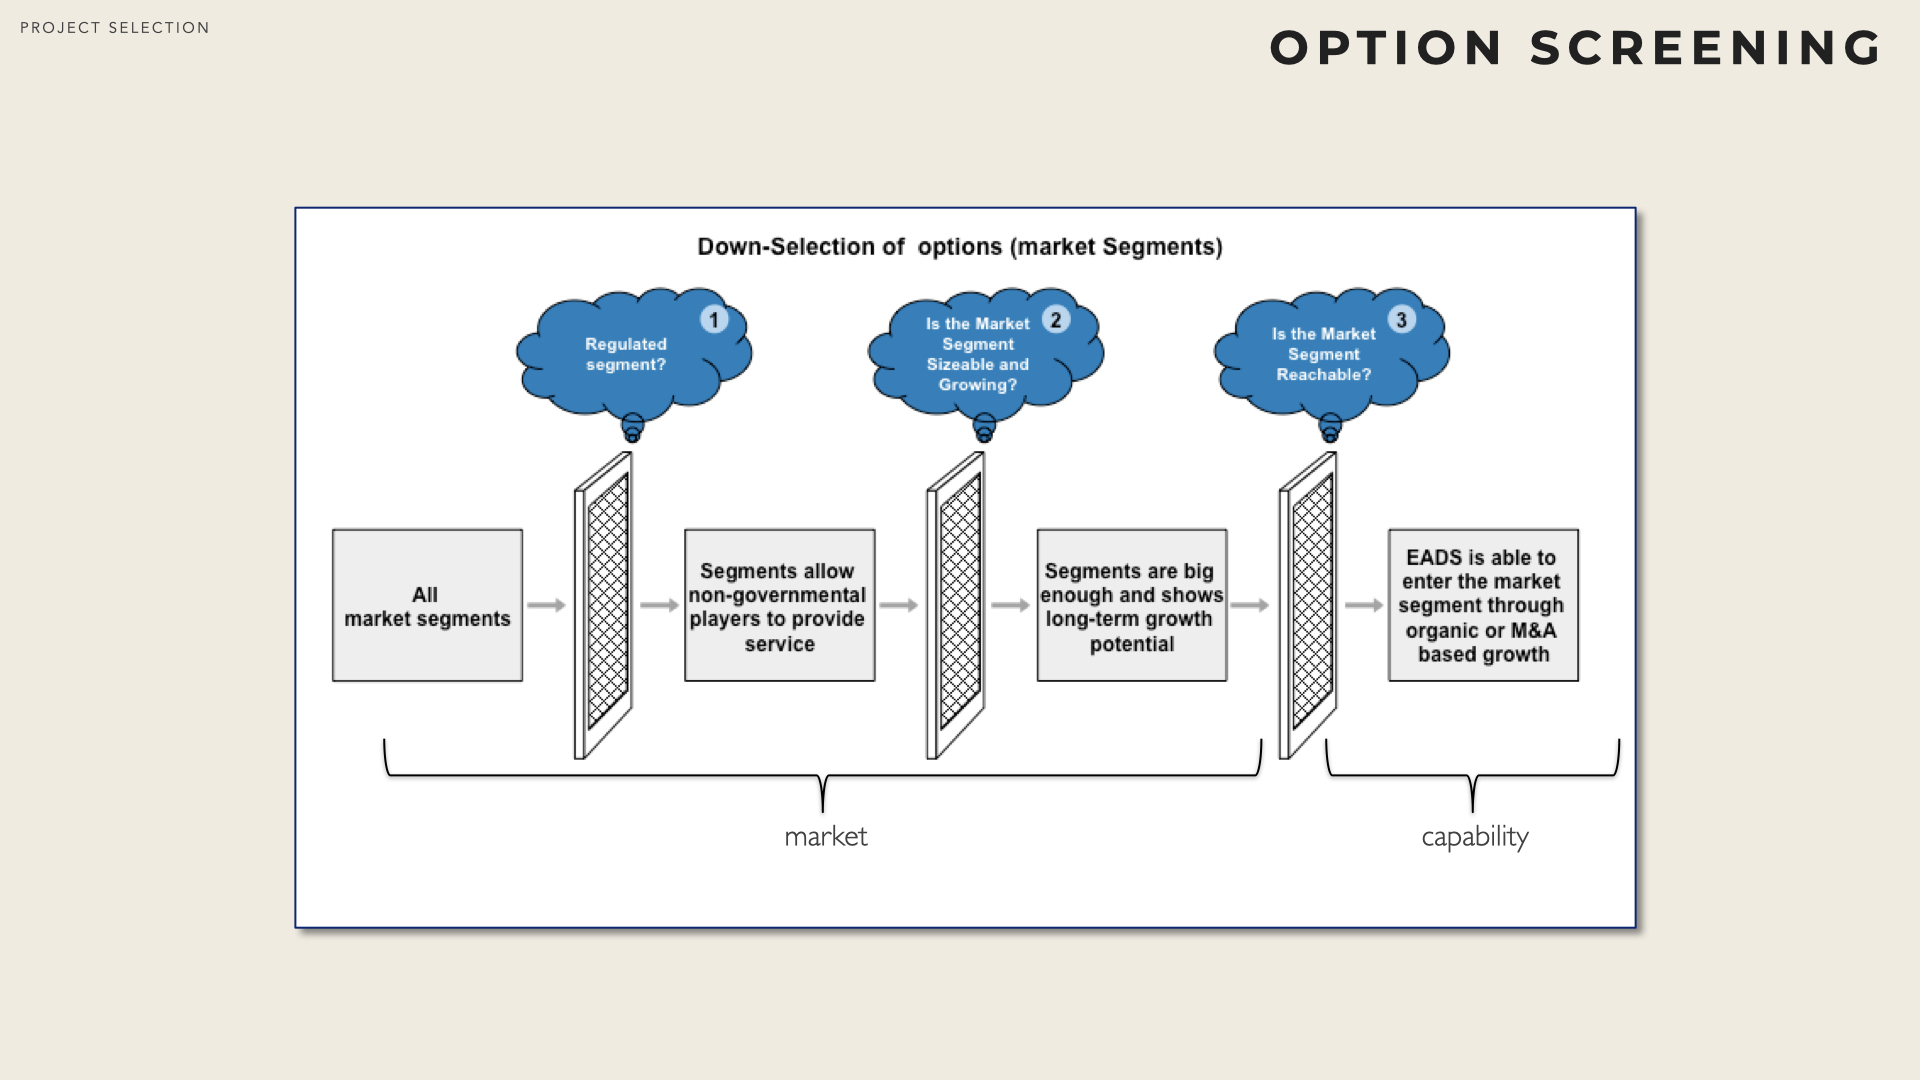 PROJECT SELECTION
OPTION SCREENING
Down-Selection of options (market Segments)
1
Regulated
segment?
2
Is the Market
Segment
Sizeable and
Growing?
3
Is the Market
Segment
Reachable?
All
market segments
Segments allow
non-governmental
players to provide
service
Segments are big
enough and shows
long-term growth
potential
EADS is able to
enter the market
segment through
organic or M&A
based growth
market
capability